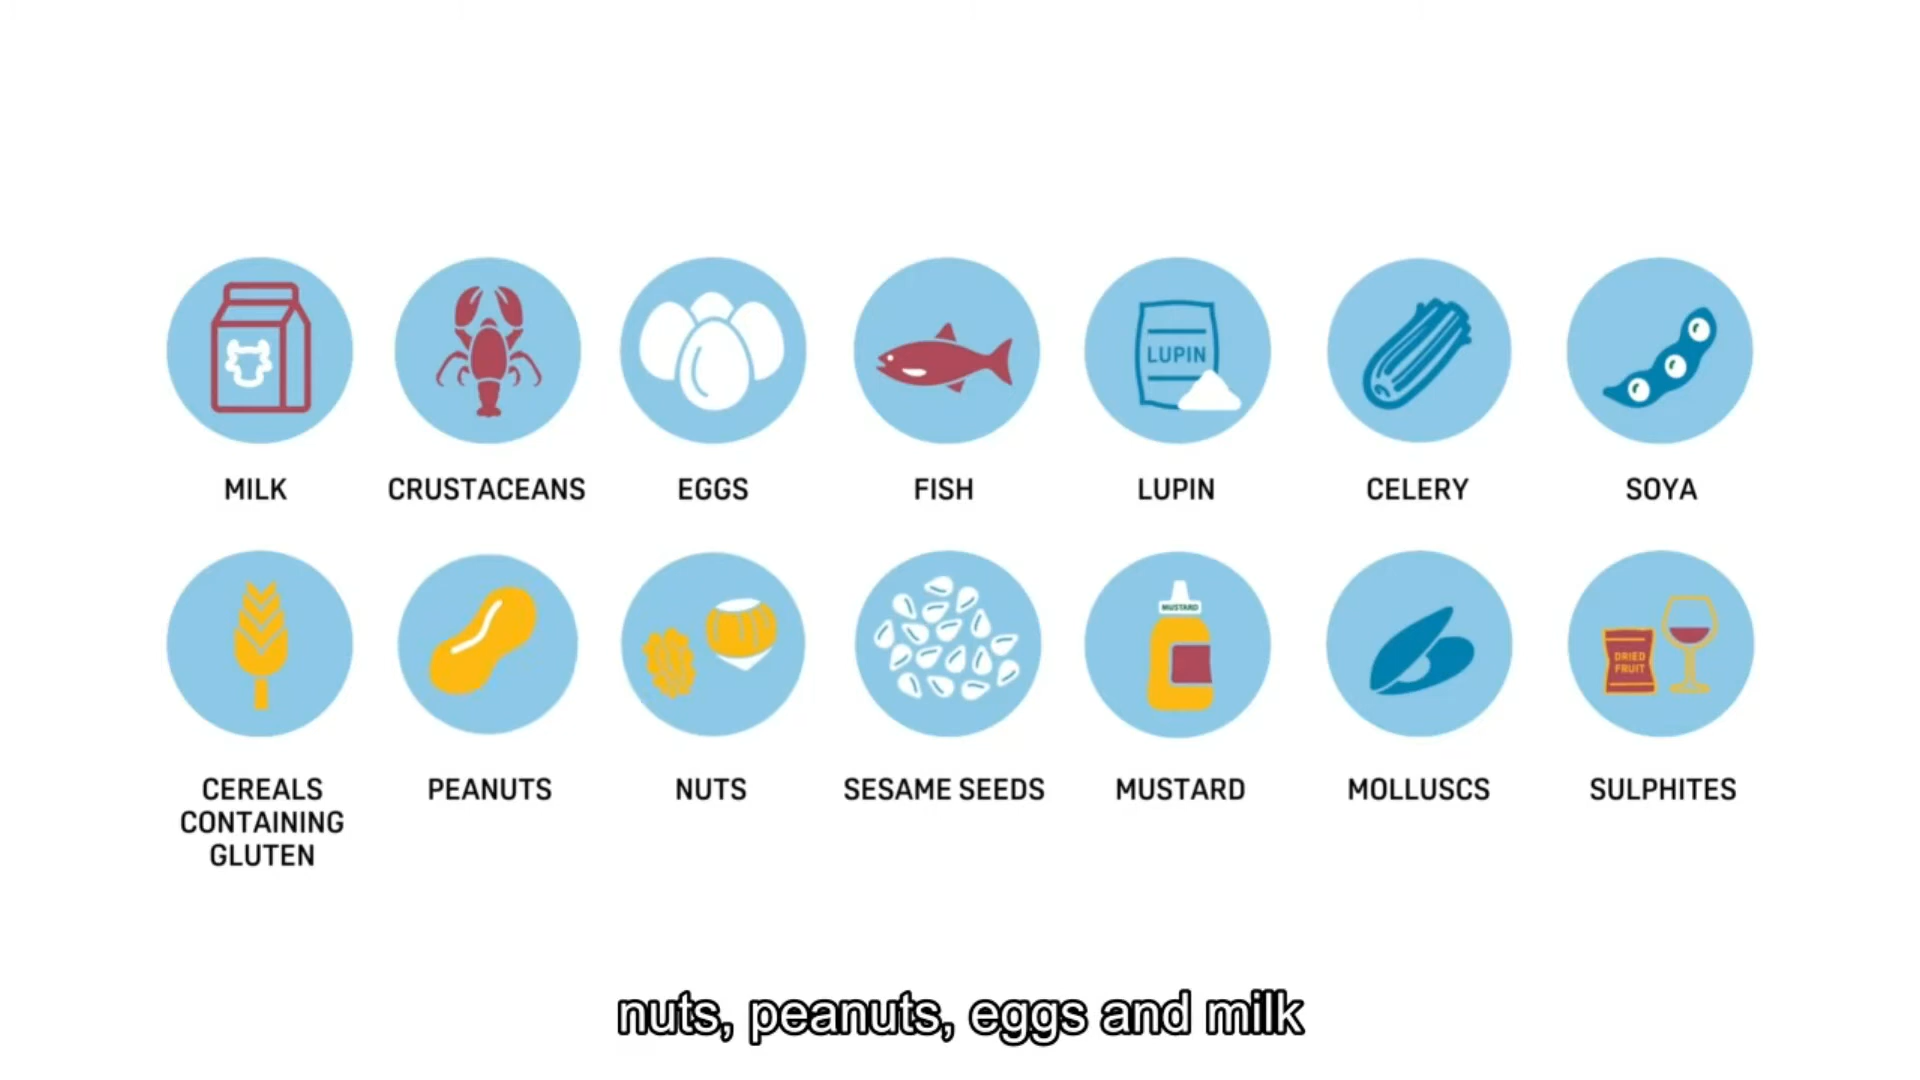 LUPIN
MILK
CRUSTACEANS
EGGS
FISH
LUPIN
CELERY
SOYA
MUSTARD
DRIED
FRUIT
CEREALS
CONTAINING
GLUTEN
PEANUTS
NUTS
SESAME SEEDS
MUSTARD
MOLLUSCS
SULPHITES
nuts, peanuts, eggs and milk